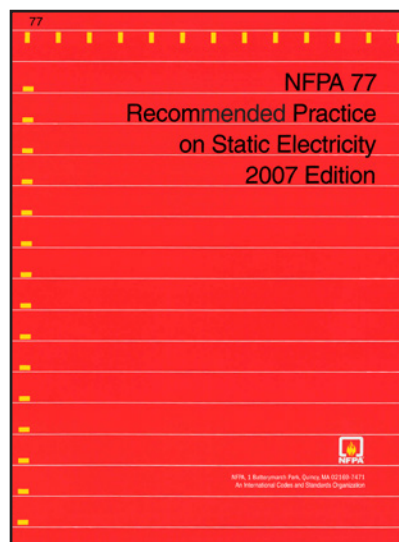 77
NFPA 77
Recommended Practice
on Static Electricity
2007 Edition
NFPA
NFPA, 1 Batterymarch Park, Quincy, MA 02169-7471
An International Codes and Standards Organization